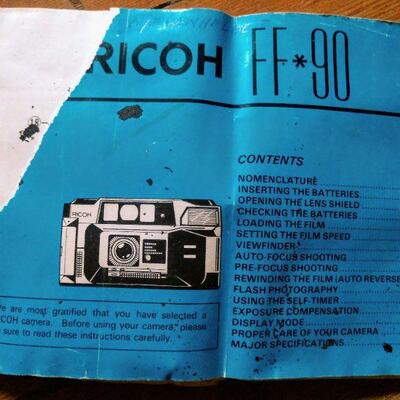 RICOH FF*90
RICOH
We are most gratified that you have selected a
RICOH camera. Before using your camera, please
sure to read these instructions carefully.
CONTENTS
NOMENCLATURE
INSERTING THE BATTERIES
OPENING THE LENS SHIELD
CHECKING THE BATTERIES
LOADING THE FILM
SETTING THE FILM SPEED
VIEWFINDER
AUTO-FOCUS SHOOTING
PRE-FOCUS SHOOTING
REWINDING THE FILM (AUTO REVERSE
FLASH PHOTOGRAPHY
USING THE SELF-TIMER
EXPOSURE COMPENSATION
DISPLAY MODE
PROPER CARE OF YOUR CAMERA
MAJOR SPECIFICATIONS